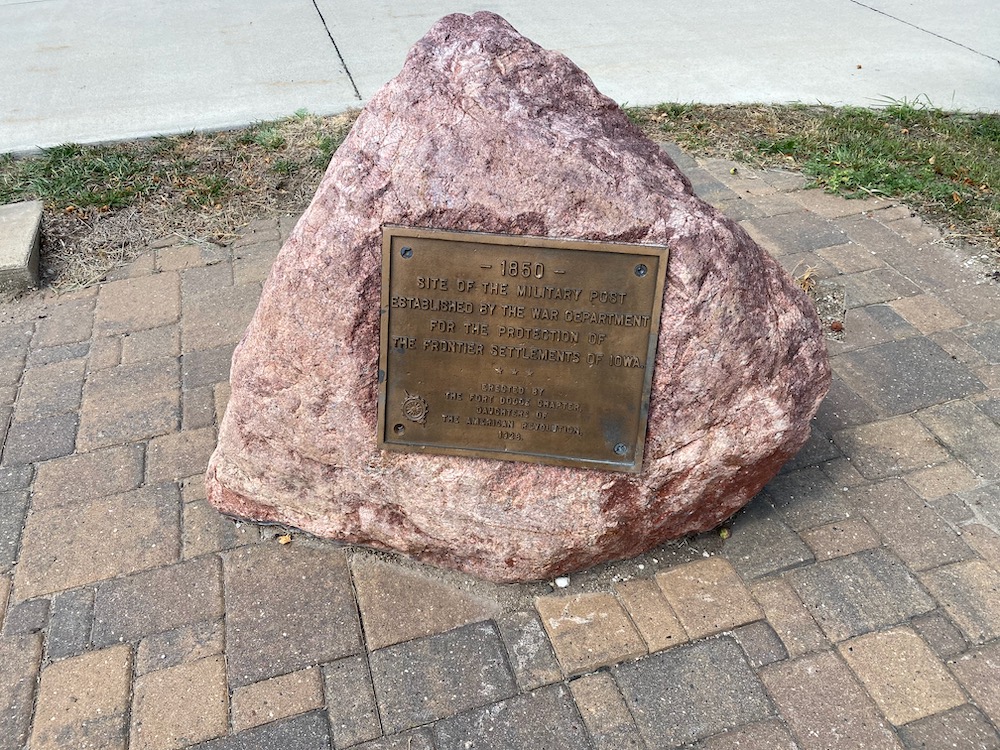 - 1850 -
SITE OF THE MILITARY POST
ESTABLISHED BY THE WAR DEPARTMENT
FOR THE PROTECTION OF
THE FRONTIER SETTLEMENTS OF IOWA
* * *
ERECTED BY
THE FORT DODGE CHAPTER
DAUGHTERS OF
THE AMERICAN REVOLUTION.